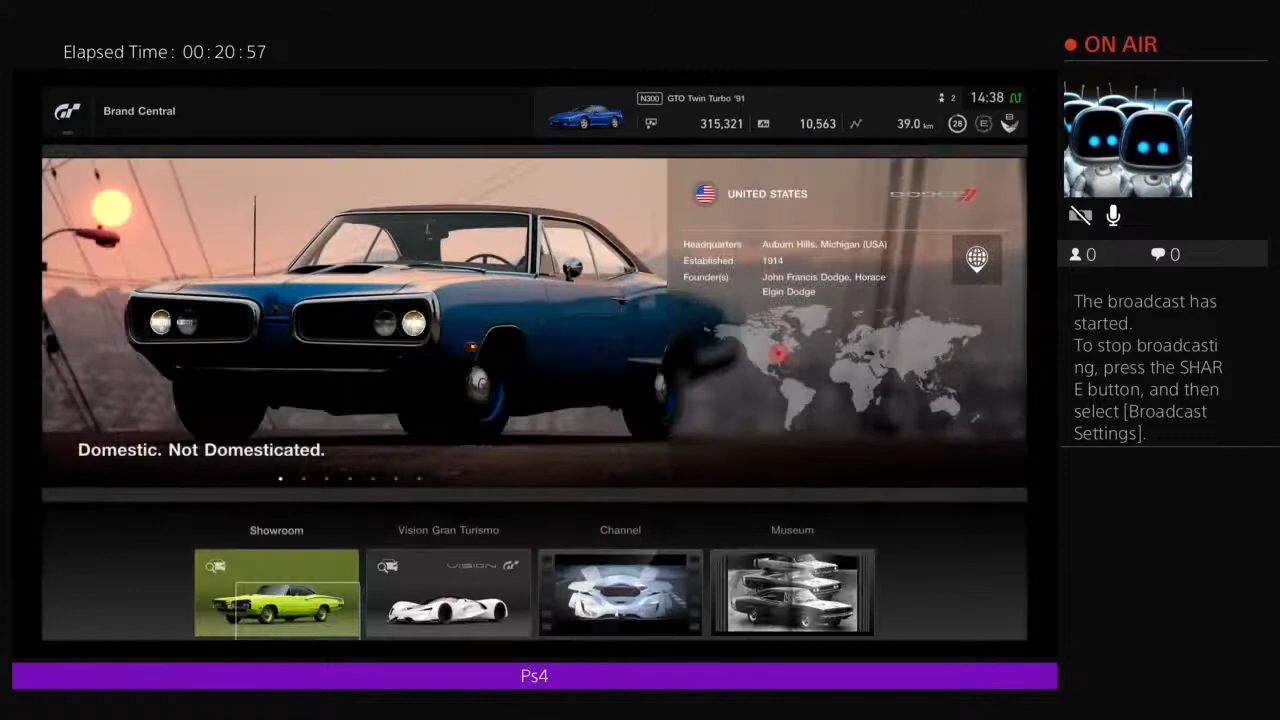 Elapsed Time: 00:20:57
ON AIR
Brand Central
N300 GTO Twin Turbo '91
2 14:38
315,321 10,563 39.0 km 28 E B
UNITED STATES
DODGE
Headquarters Auburn Hills, Michigan (USA)
Established 1914
Founder(s) John Francis Dodge, Horace
Elgin Dodge
Domestic. Not Domesticated.
0 0
The broadcast has
started.
To stop broadcasti
ng, press the SHAR
E button, and then
select [Broadcast
Settings].
Showroom Vision Gran Turismo Channel Museum
VISION GT
Ps4